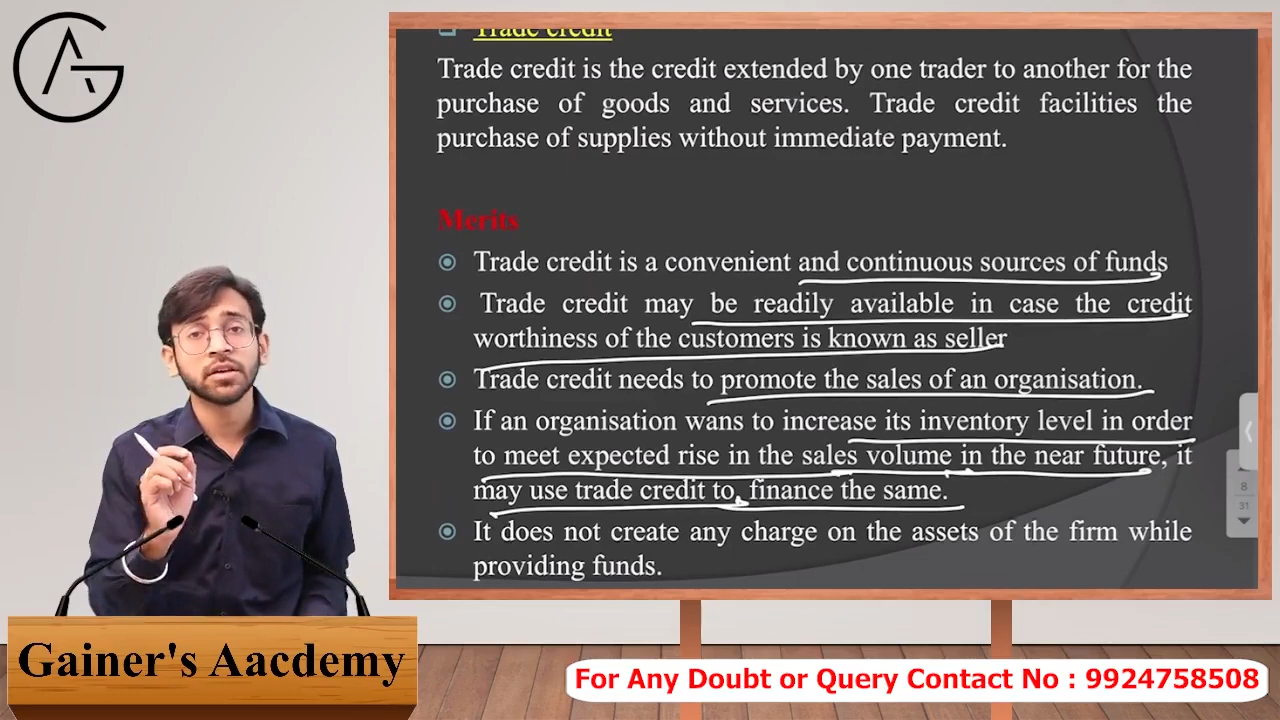 Trade credit
Trade credit is the credit extended by one trader to another for the
purchase of goods and services. Trade credit facilities the
purchase of supplies without immediate payment.
Merits
Trade credit is a convenient and continuous sources of funds
Trade credit may be readily available in case the credit
worthiness of the customers is known as seller
Trade credit needs to promote the sales of an organisation.
If an organisation wans to increase its inventory level in order
to meet expected rise in the sales volume in the near future, it
may use trade credit to finance the same.
It does not create any charge on the assets of the firm while
providing funds.
8
31
Gainer's Aacdemy
For Any Doubt or Query Contact No : 9924758508